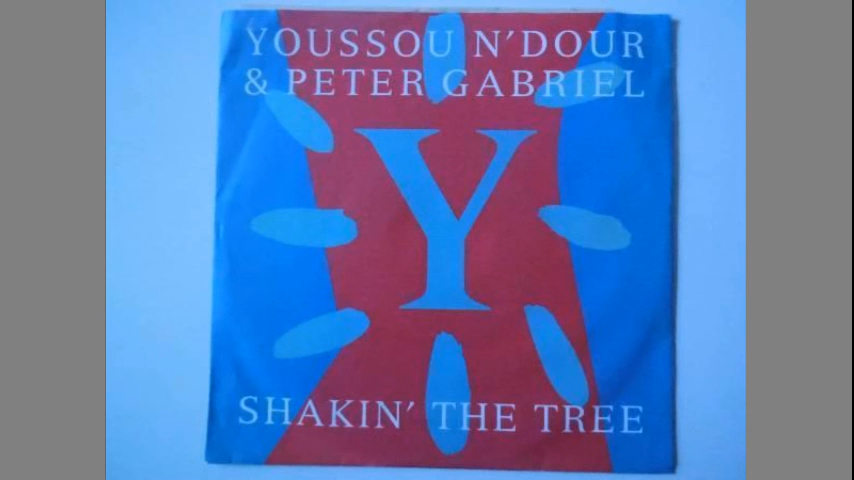 YOUSSOU N'DOUR
& PETER GABRIEL
Y
SHAKIN' THE TREE